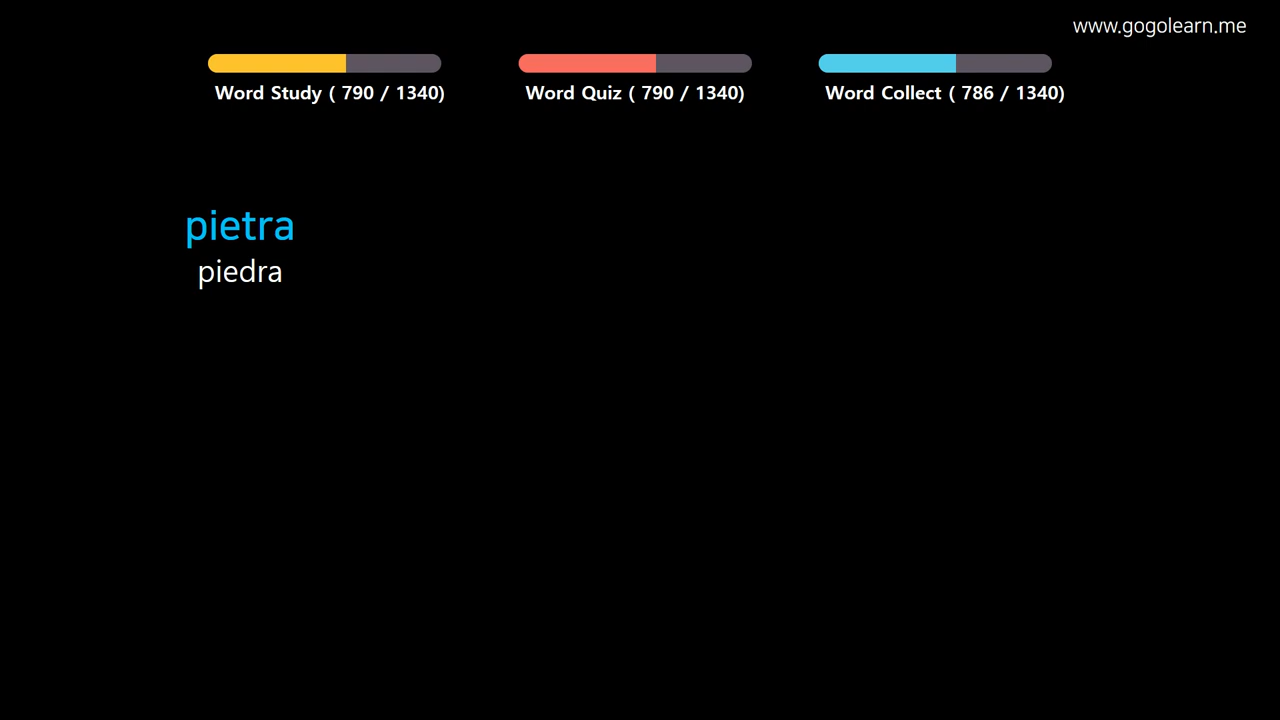 www.gogolearn.me
Word Study ( 790 / 1340)
Word Quiz ( 790 / 1340)
Word Collect ( 786 / 1340)
pietra
piedra